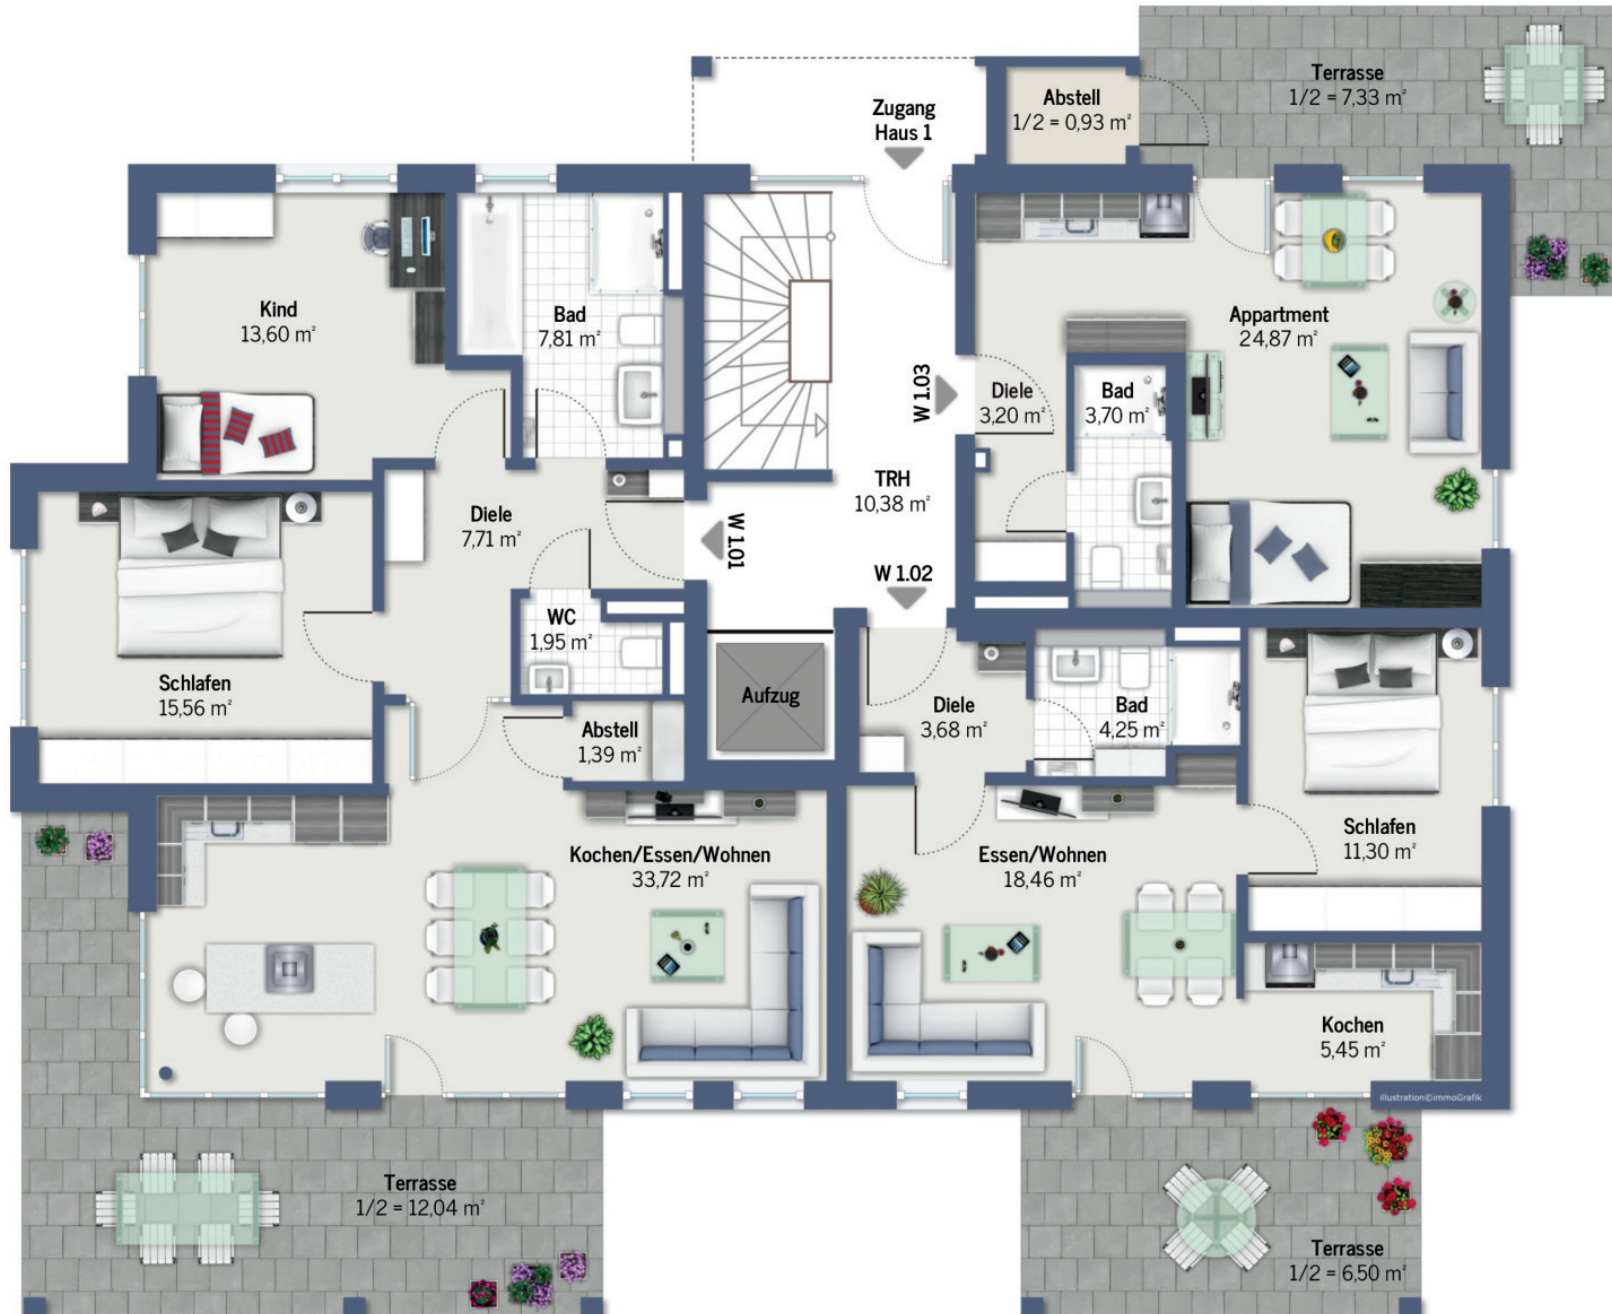 Terrasse
1/2 = 7,33 m²
Abstell
1/2 = 0,93 m²
Zugang
Haus 1
Kind
13,60 m²
Bad
7,81 m²
Appartment
24,87 m²
W 1.03
Diele
3,20 m²
Bad
3,70 m²
TRH
10,38 m²
Diele
7,71 m²
W 1.01
W 1.02
WC
1,95 m²
Schlafen
15,56 m²
Aufzug
Abstell
1,39 m²
Diele
3,68 m²
Bad
4,25 m²
Schlafen
11,30 m²
Kochen/Essen/Wohnen
33,72 m²
Essen/Wohnen
18,46 m²
Kochen
5,45 m²
illustration©immoGrafik
Terrasse
1/2 = 12,04 m²
Terrasse
1/2 = 6,50 m²